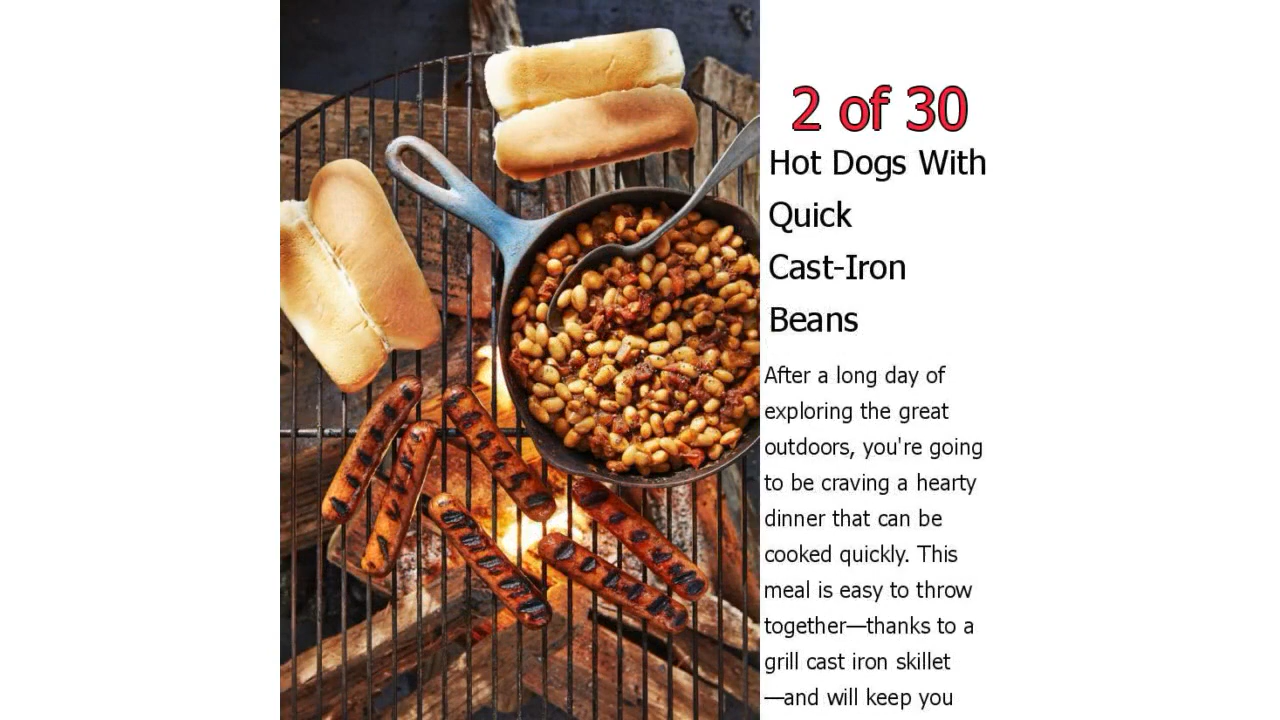 2 of 30
Hot Dogs With
Quick
Cast-Iron
Beans
After a long day of
exploring the great
outdoors, you're going
to be craving a hearty
dinner that can be
cooked quickly. This
meal is easy to throw
together—thanks to a
grill cast iron skillet
—and will keep you